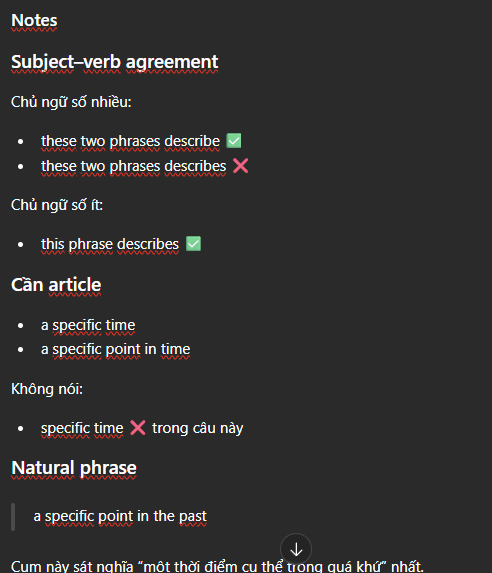 Notes
Subject–verb agreement
Chủ ngữ số nhiều:
these two phrases describe ✅
these two phrases describes ❌
Chủ ngữ số ít:
this phrase describes ✅
Cần article
a specific time
a specific point in time
Không nói:
specific time ❌ trong câu này
Natural phrase
a specific point in the past
Cụm này sát nghĩa “một thời điểm cụ thể trong quá khứ” nhất.